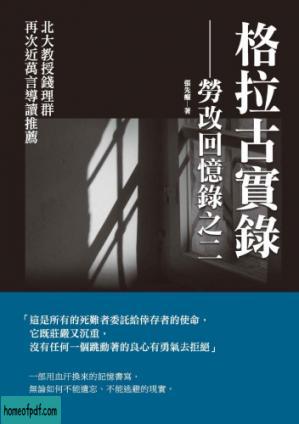 格拉古實錄
——勞改回憶錄之二
張先癡 著
北大教授錢理群
再次近萬言導讀推薦
「這是所有的死難者委託給倖存者的使命，
它既莊嚴又沉重，
沒有任何一個跳動著的良心有勇氣去拒絕」
一部用血汗換來的記憶書寫，
無論如何不能遺忘、不能逃避的現實。
homeofpdf.com